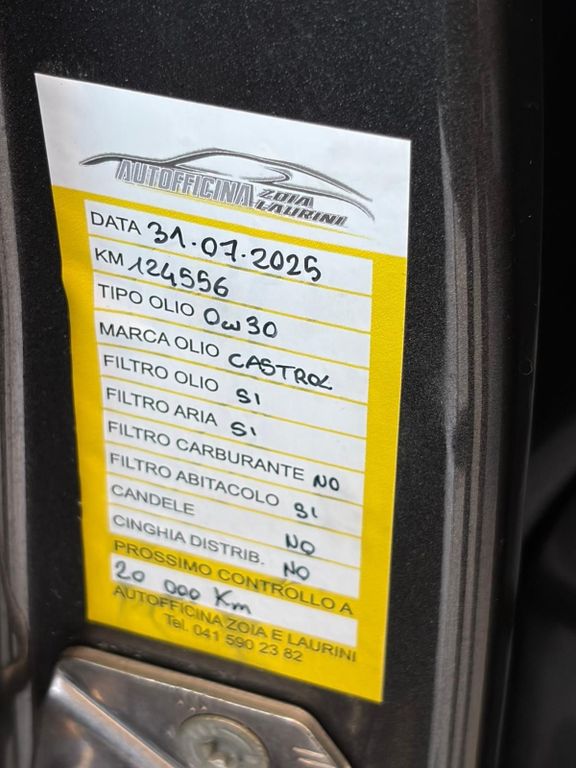 AUTOFFICINA ZOIA LAURINI
DATA 31.07.2025
KM 124556
TIPO OLIO 0w30
MARCA OLIO CASTROL
FILTRO OLIO SI
FILTRO ARIA SI
FILTRO CARBURANTE NO
FILTRO ABITACOLO SI
CANDELE NO
CINGHIA DISTRIB. NO
PROSSIMO CONTROLLO A
20 000 Km
AUTOFFICINA ZOIA E LAURINI
Tel. 041 590 23 82